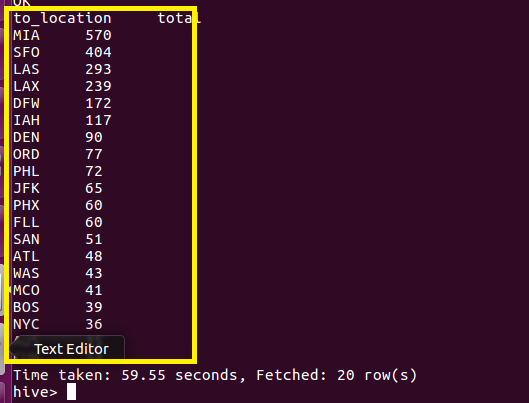 OK
to_location total
MIA 570
SFO 404
LAS 293
LAX 239
DFW 172
IAH 117
DEN 90
ORD 77
PHL 72
JFK 65
PHX 60
FLL 60
SAN 51
ATL 48
WAS 43
MCO 41
BOS 39
NYC 36
Text Editor
Time taken: 59.55 seconds, Fetched: 20 row(s)
hive>